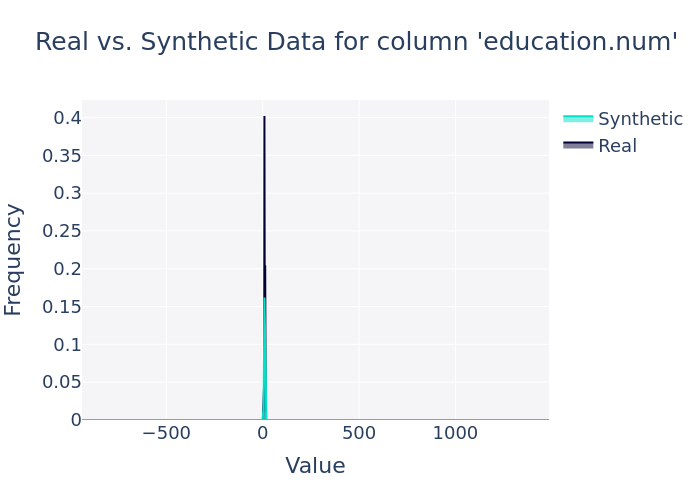 Real vs. Synthetic Data for column 'education.num'
Synthetic
Real
Frequency
0.4
0.35
0.3
0.25
0.2
0.15
0.1
0.05
0
−500
0
500
1000
Value